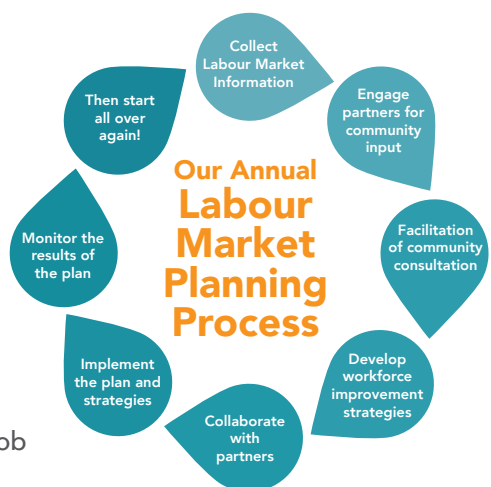 Collect
Labour Market
Information
Engage
partners for
community
input
Facilitation
of community
consultation
Develop
workforce
improvement
strategies
Collaborate
with
partners
Implement
the plan and
strategies
Monitor the
results of
the plan
Then start
all over
again!
Our Annual
Labour
Market
Planning
Process
ob